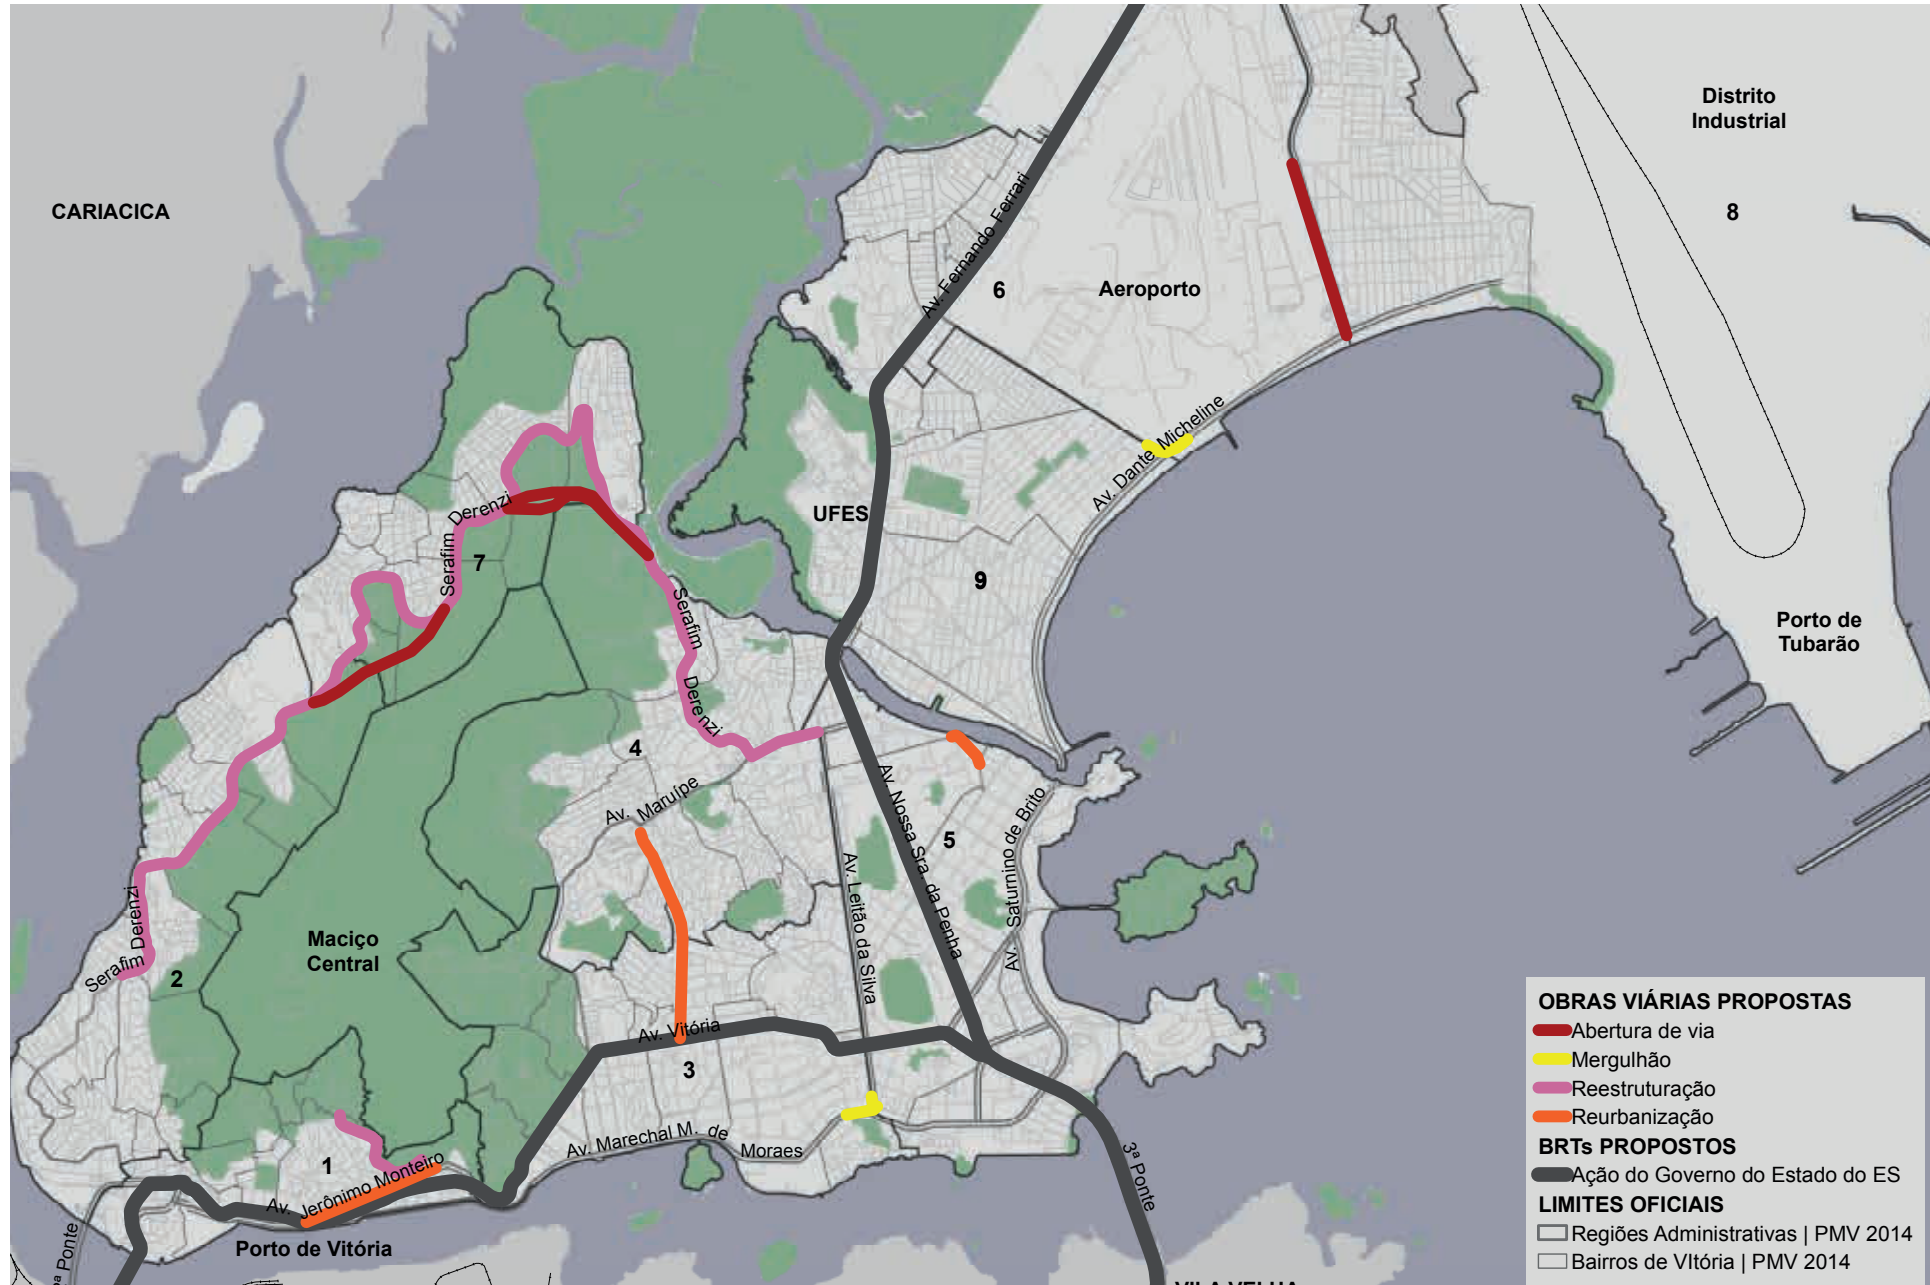 Distrito
Industrial
CARIACICA
8
Av. Fernando Ferrari
6
Aeroporto
Av. Dante Micheline
Serafim
Derenzi
UFES
7
9
Serafim
Derenzi
Porto de
Tubarão
4
Av. Maruípe
Av. Nossa Sra. da Penha
5
Av. Saturnino de Brito
Av. Leitão da Silva
Serafim
Derenzi
Maciço
Central
2
Av. Vitória
3
Av. Marechal M. de
Moraes
1
Av. Jerônimo Monteiro
3ª Ponte
ª Ponte
Porto de Vitória
OBRAS VIÁRIAS PROPOSTAS
Abertura de via
Mergulhão
Reestruturação
Reurbanização
BRTs PROPOSTOS
Ação do Governo do Estado do ES
LIMITES OFICIAIS
Regiões Administrativas | PMV 2014
Bairros de VItória | PMV 2014